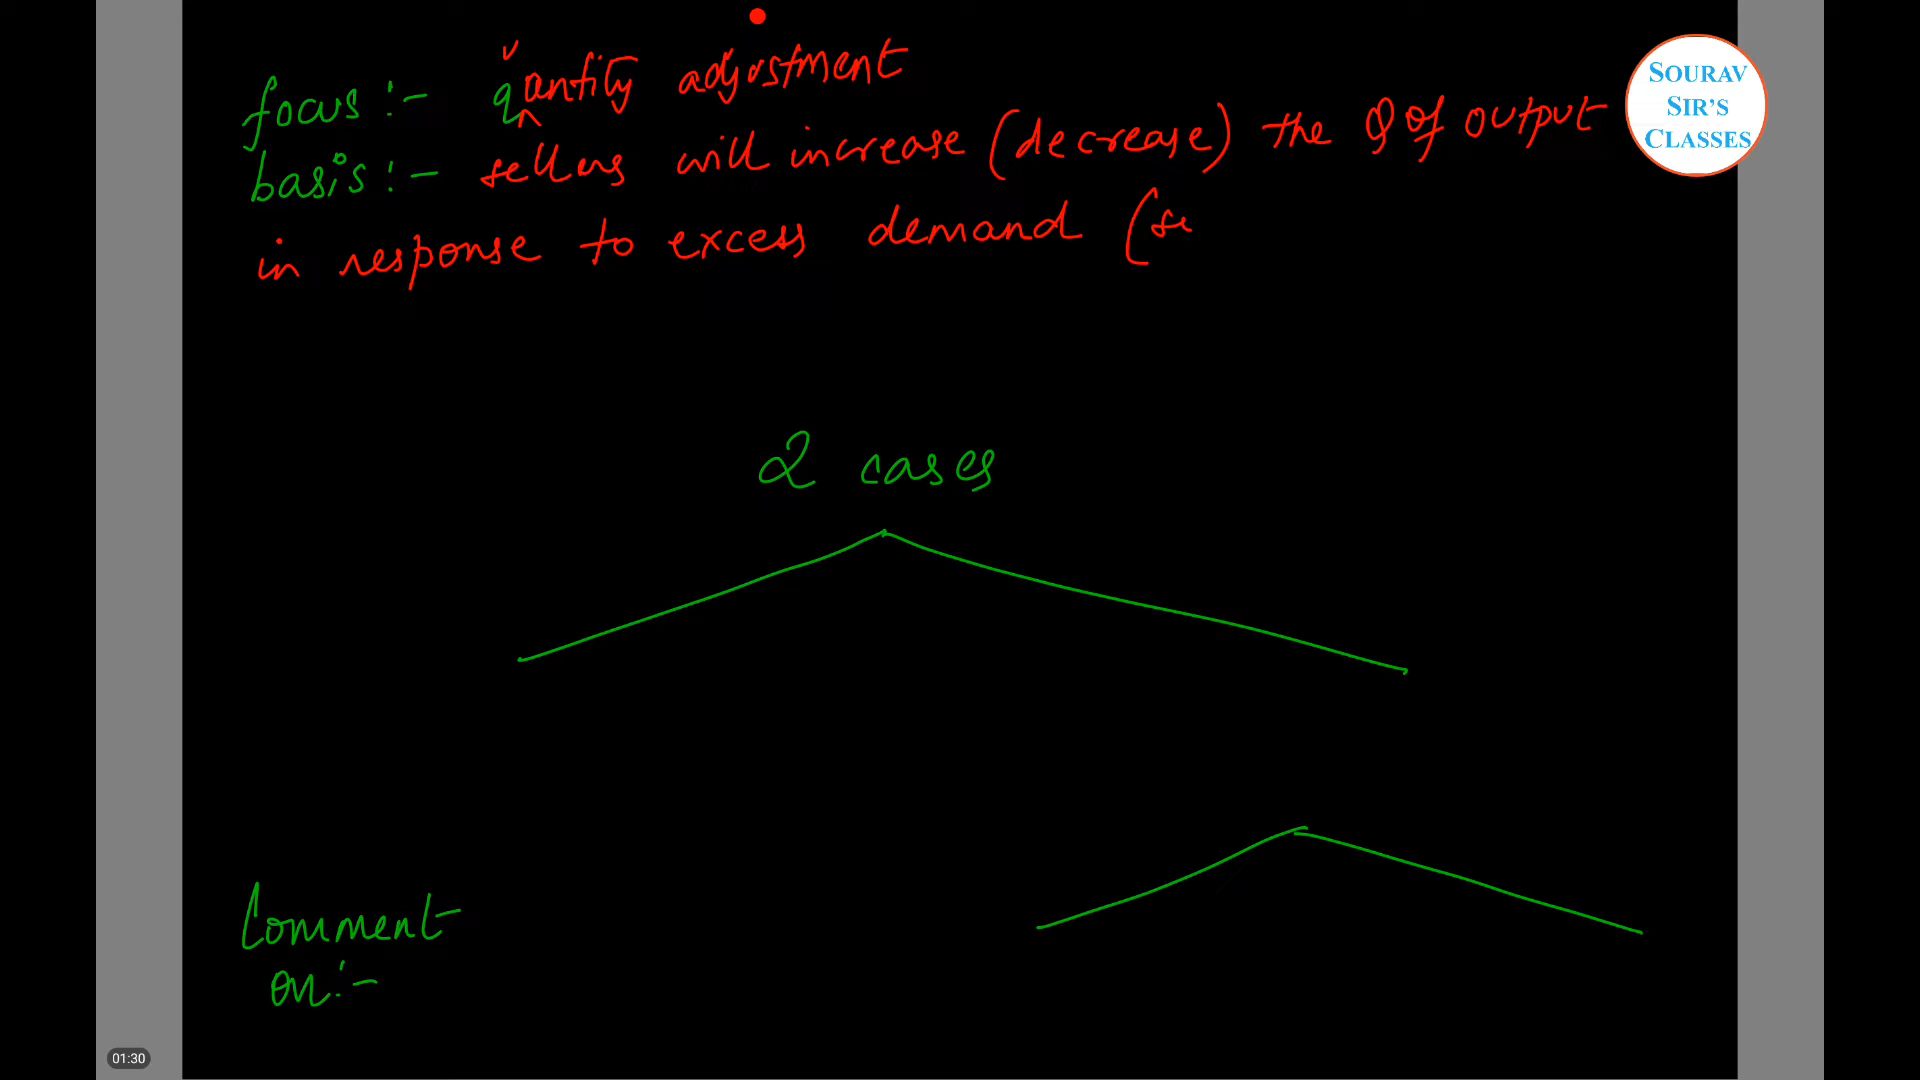 focus :- quantity adjustment
basis :- sellers will increase (decrease) the Q of output
in response to excess demand (se
2 cases
Comment
on :-
SOURAV
SIR'S
CLASSES
01:30